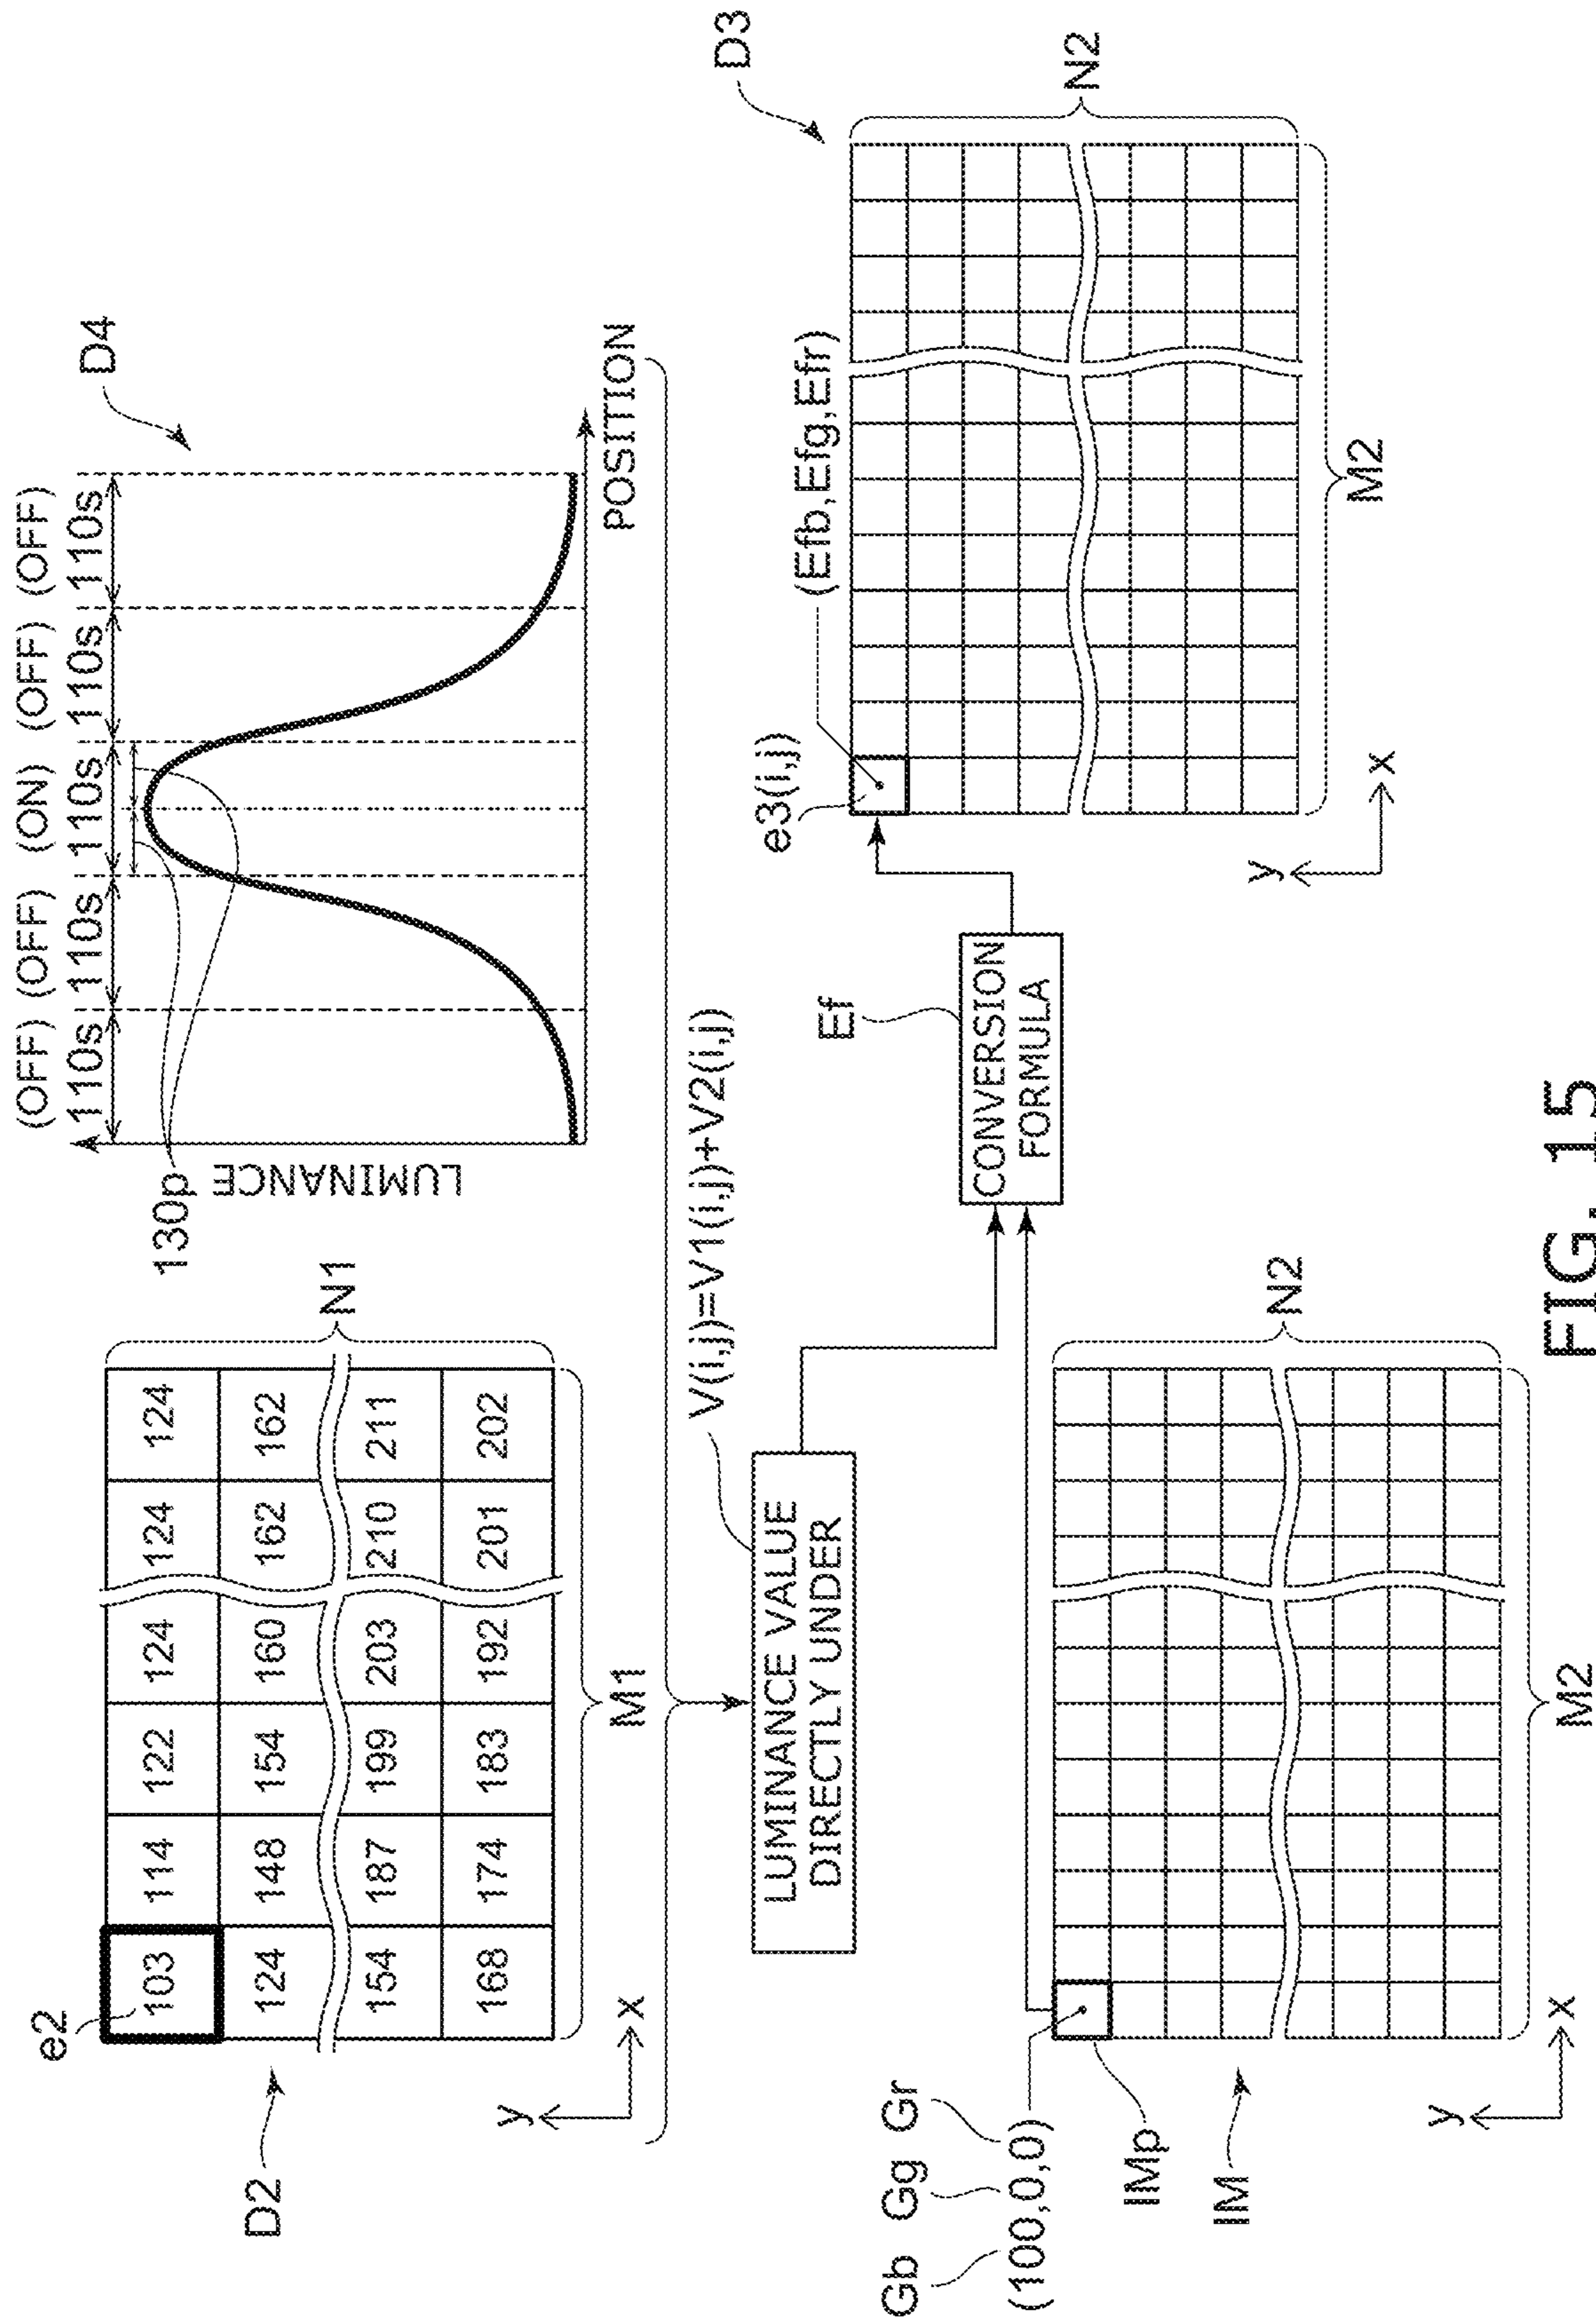 D2
e2
103 114 122 124 124 124
124 148 154 160 162 162
154 187 199 203 210 211
168 174 183 192 201 202
N1
M1
y
x
D4
(OFF) (OFF) (ON) (OFF) (OFF)
110s 110s 110s 110s 110s
130p
LUMINANCE
POSITION
V(i,j)=V1(i,j)+V2(i,j)
LUMINANCE VALUE
DIRECTLY UNDER
Gb Gg Gr
(100,0,0)
IMp
IM
N2
M2
y
x
Ef
CONVERSION
FORMULA
D3
e3(i,j)
(Efb,Efg,Efr)
N2
M2
y
x
FIG. 15